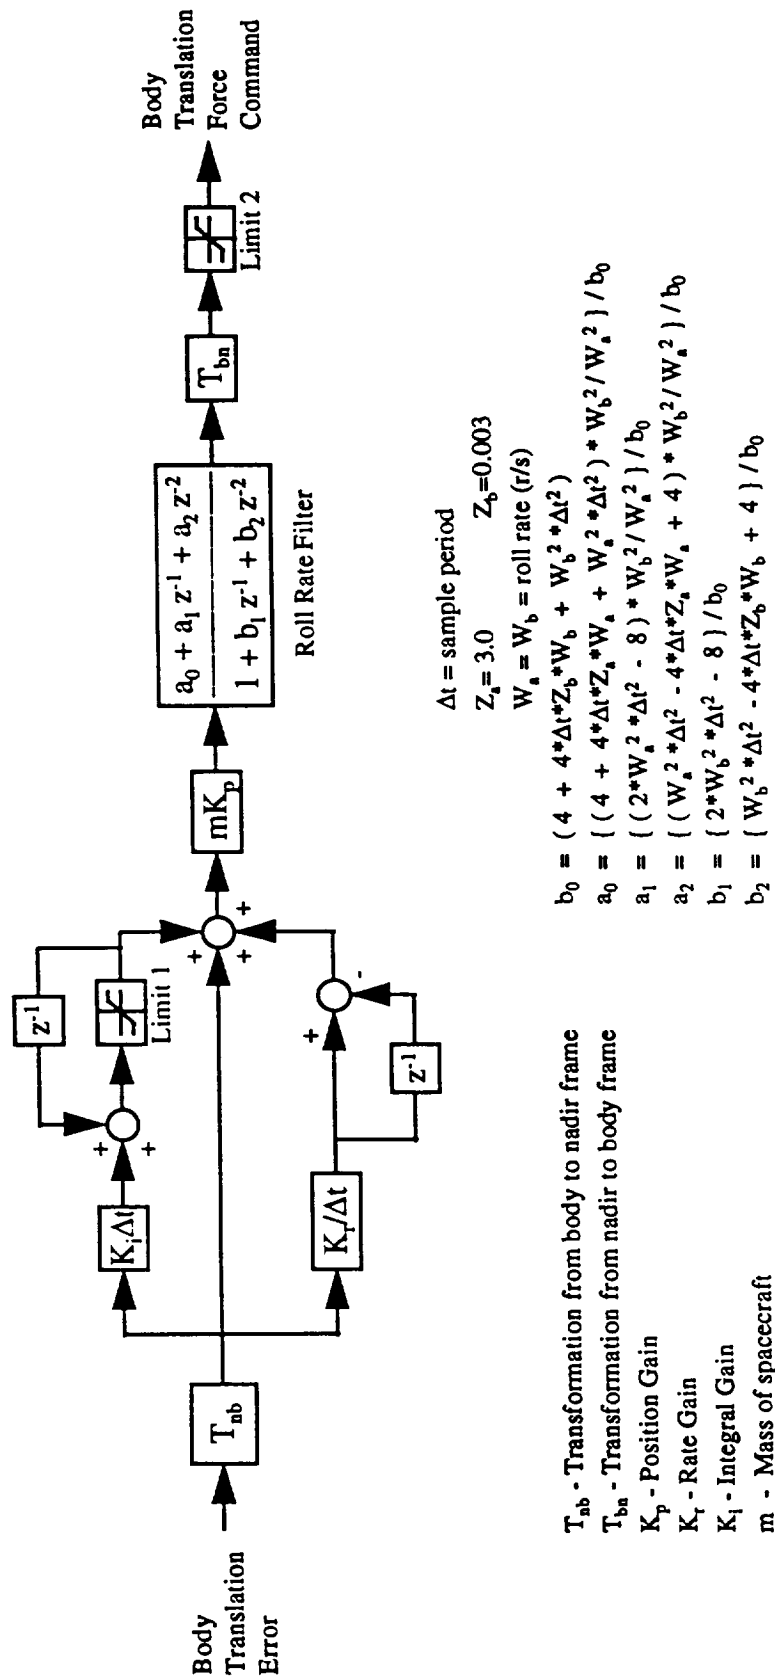 Body
Translation
Error
T_nb
K_iΔt
z^-1
+
+
Limit 1
K_r/Δt
z^-1
+
-
+
+
+
mK_p
a_0 + a_1 z^-1 + a_2 z^-2
1 + b_1 z^-1 + b_2 z^-2
Roll Rate Filter
T_bn
Limit 2
Body
Translation
Force
Command
T_nb - Transformation from body to nadir frame
T_bn - Transformation from nadir to body frame
K_p - Position Gain
K_r - Rate Gain
K_i - Integral Gain
m - Mass of spacecraft
Δt = sample period
Z_a = 3.0 Z_b=0.003
W_a = W_b = roll rate (r/s)
b_0 = ( 4 + 4*Δt*Z_b*W_b + W_b^2 *Δt^2 )
a_0 = { ( 4 + 4*Δt*Z_a*W_a + W_a^2 *Δt^2 ) * W_b^2 / W_a^2 } / b_0
a_1 = { ( 2*W_a^2 *Δt^2 - 8 ) * W_b^2 / W_a^2 } / b_0
a_2 = { ( W_a^2 *Δt^2 - 4*Δt*Z_a*W_a + 4 ) * W_b^2 / W_a^2 } / b_0
b_1 = { 2*W_b^2 *Δt^2 - 8 } / b_0
b_2 = { W_b^2 *Δt^2 - 4*Δt*Z_b*W_b + 4 } / b_0